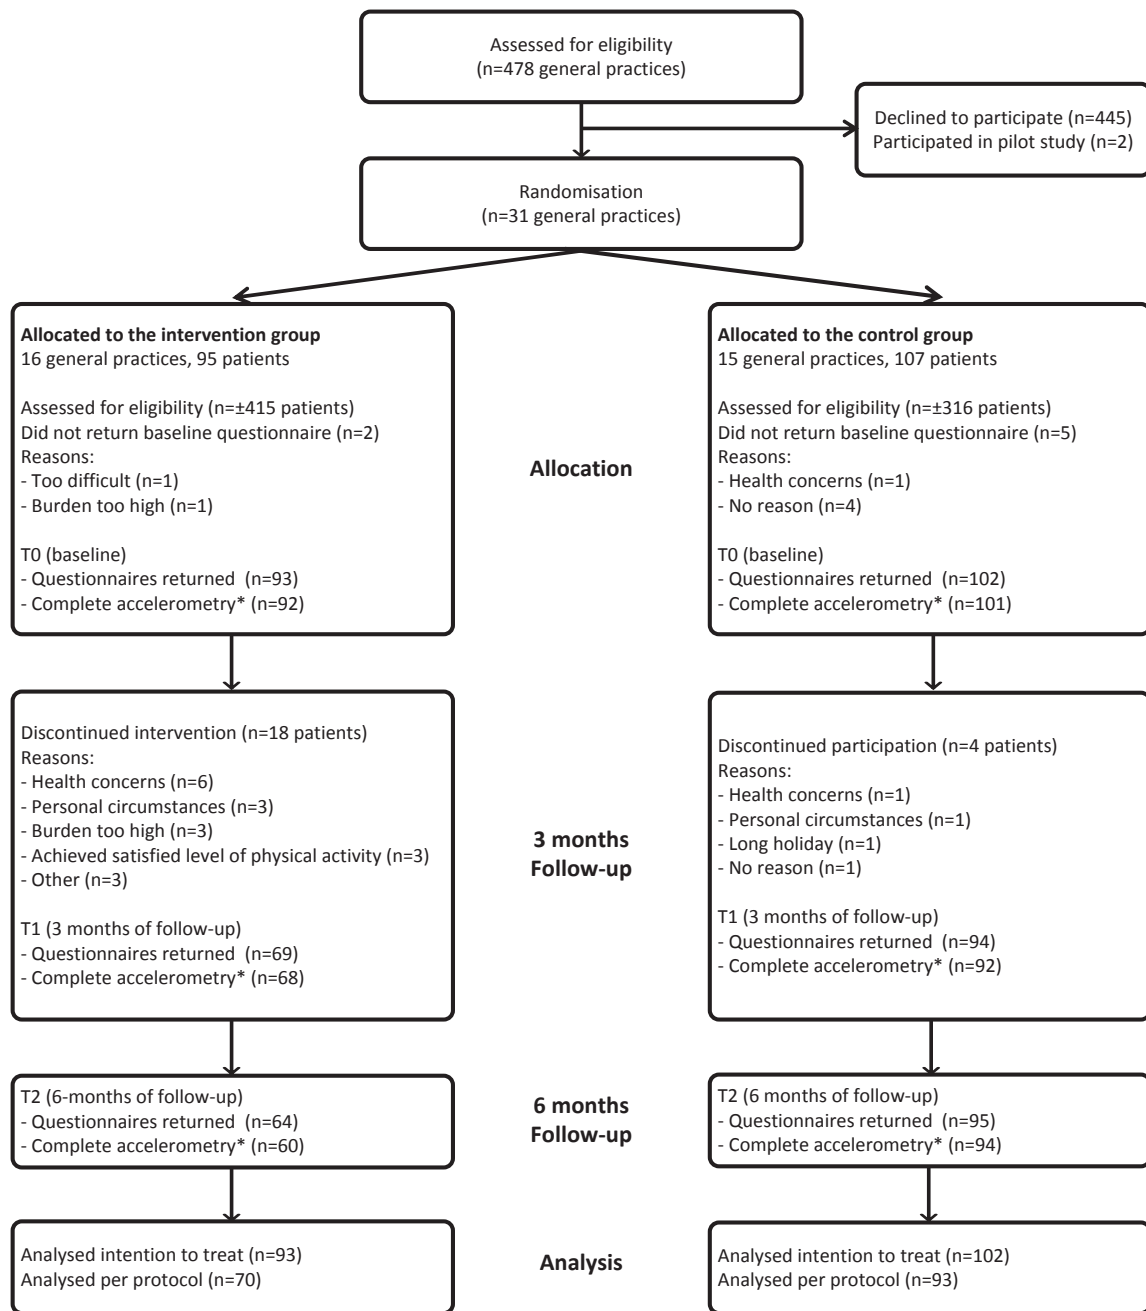 Assessed for eligibility
(n=478 general practices)
Declined to participate (n=445)
Participated in pilot study (n=2)
Randomisation
(n=31 general practices)
Allocated to the intervention group
16 general practices, 95 patients
Assessed for eligibility (n=±415 patients)
Did not return baseline questionnaire (n=2)
Reasons:
- Too difficult (n=1)
- Burden too high (n=1)
T0 (baseline)
- Questionnaires returned (n=93)
- Complete accelerometry* (n=92)
Allocation
Allocated to the control group
15 general practices, 107 patients
Assessed for eligibility (n=±316 patients)
Did not return baseline questionnaire (n=5)
Reasons:
- Health concerns (n=1)
- No reason (n=4)
T0 (baseline)
- Questionnaires returned (n=102)
- Complete accelerometry* (n=101)
Discontinued intervention (n=18 patients)
Reasons:
- Health concerns (n=6)
- Personal circumstances (n=3)
- Burden too high (n=3)
- Achieved satisfied level of physical activity (n=3)
- Other (n=3)
T1 (3 months of follow-up)
- Questionnaires returned (n=69)
- Complete accelerometry* (n=68)
3 months
Follow-up
Discontinued participation (n=4 patients)
Reasons:
- Health concerns (n=1)
- Personal circumstances (n=1)
- Long holiday (n=1)
- No reason (n=1)
T1 (3 months of follow-up)
- Questionnaires returned (n=94)
- Complete accelerometry* (n=92)
T2 (6-months of follow-up)
- Questionnaires returned (n=64)
- Complete accelerometry* (n=60)
6 months
Follow-up
T2 (6 months of follow-up)
- Questionnaires returned (n=95)
- Complete accelerometry* (n=94)
Analysed intention to treat (n=93)
Analysed per protocol (n=70)
Analysis
Analysed intention to treat (n=102)
Analysed per protocol (n=93)